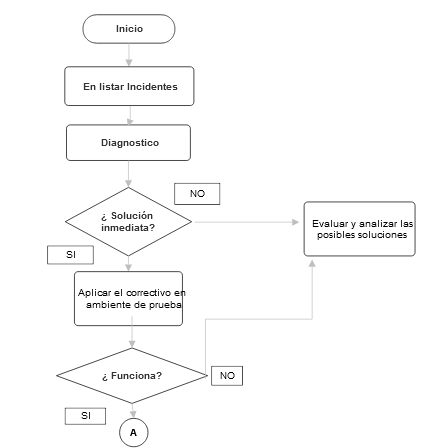 Inicio
En listar Incidentes
Diagnostico
NO
¿ Solución
inmediata?
Evaluar y analizar las
posibles soluciones
SI
Aplicar el correctivo en
ambiente de prueba
¿ Funciona?
NO
SI
A